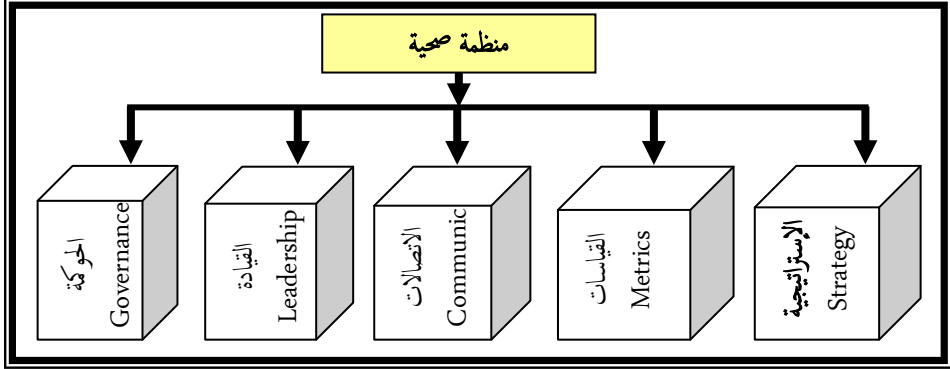 منظمة صحية
الإستراتيجية
Strategy
القياسات
Metrics
الاتصالات
Communic
القيادة
Leadership
الحوكمة
Governance